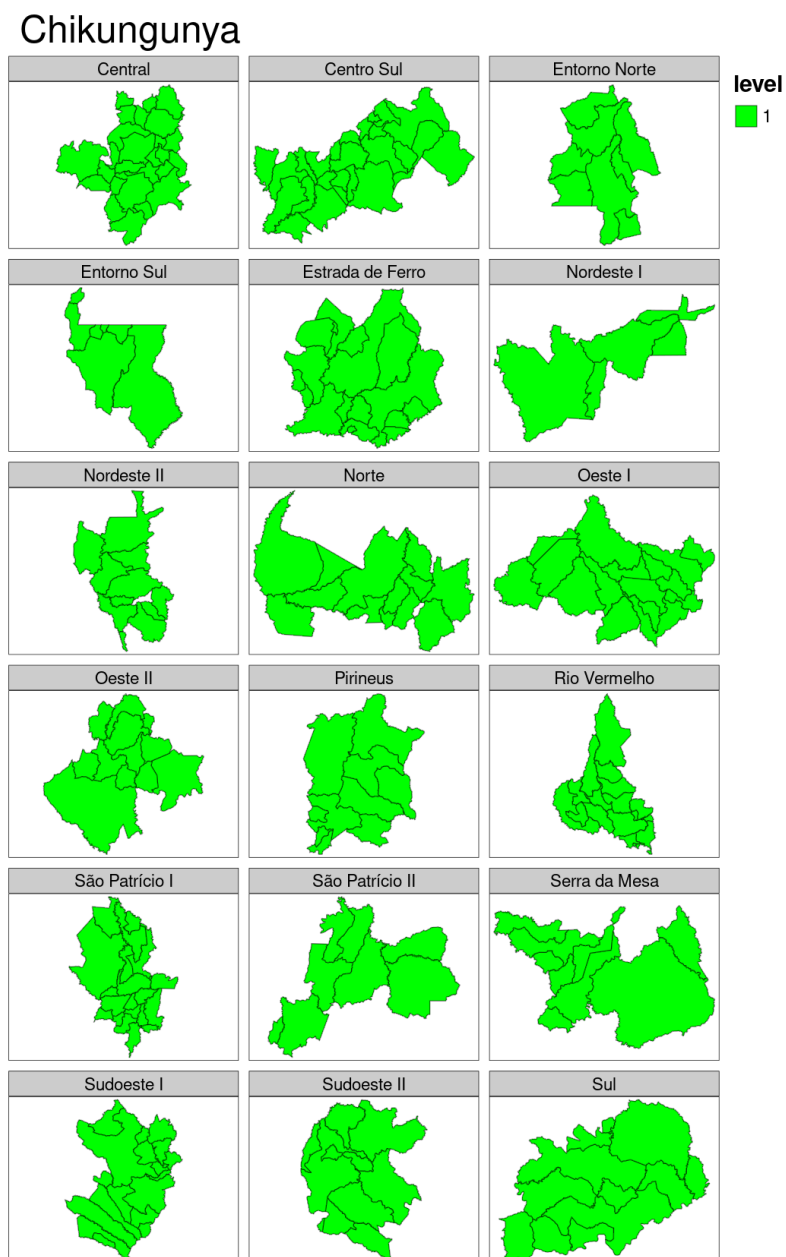 Chikungunya
Central
Centro Sul
Entorno Norte
level
1
Entorno Sul
Estrada de Ferro
Nordeste I
Nordeste II
Norte
Oeste I
Oeste II
Pirineus
Rio Vermelho
São Patrício I
São Patrício II
Serra da Mesa
Sudoeste I
Sudoeste II
Sul